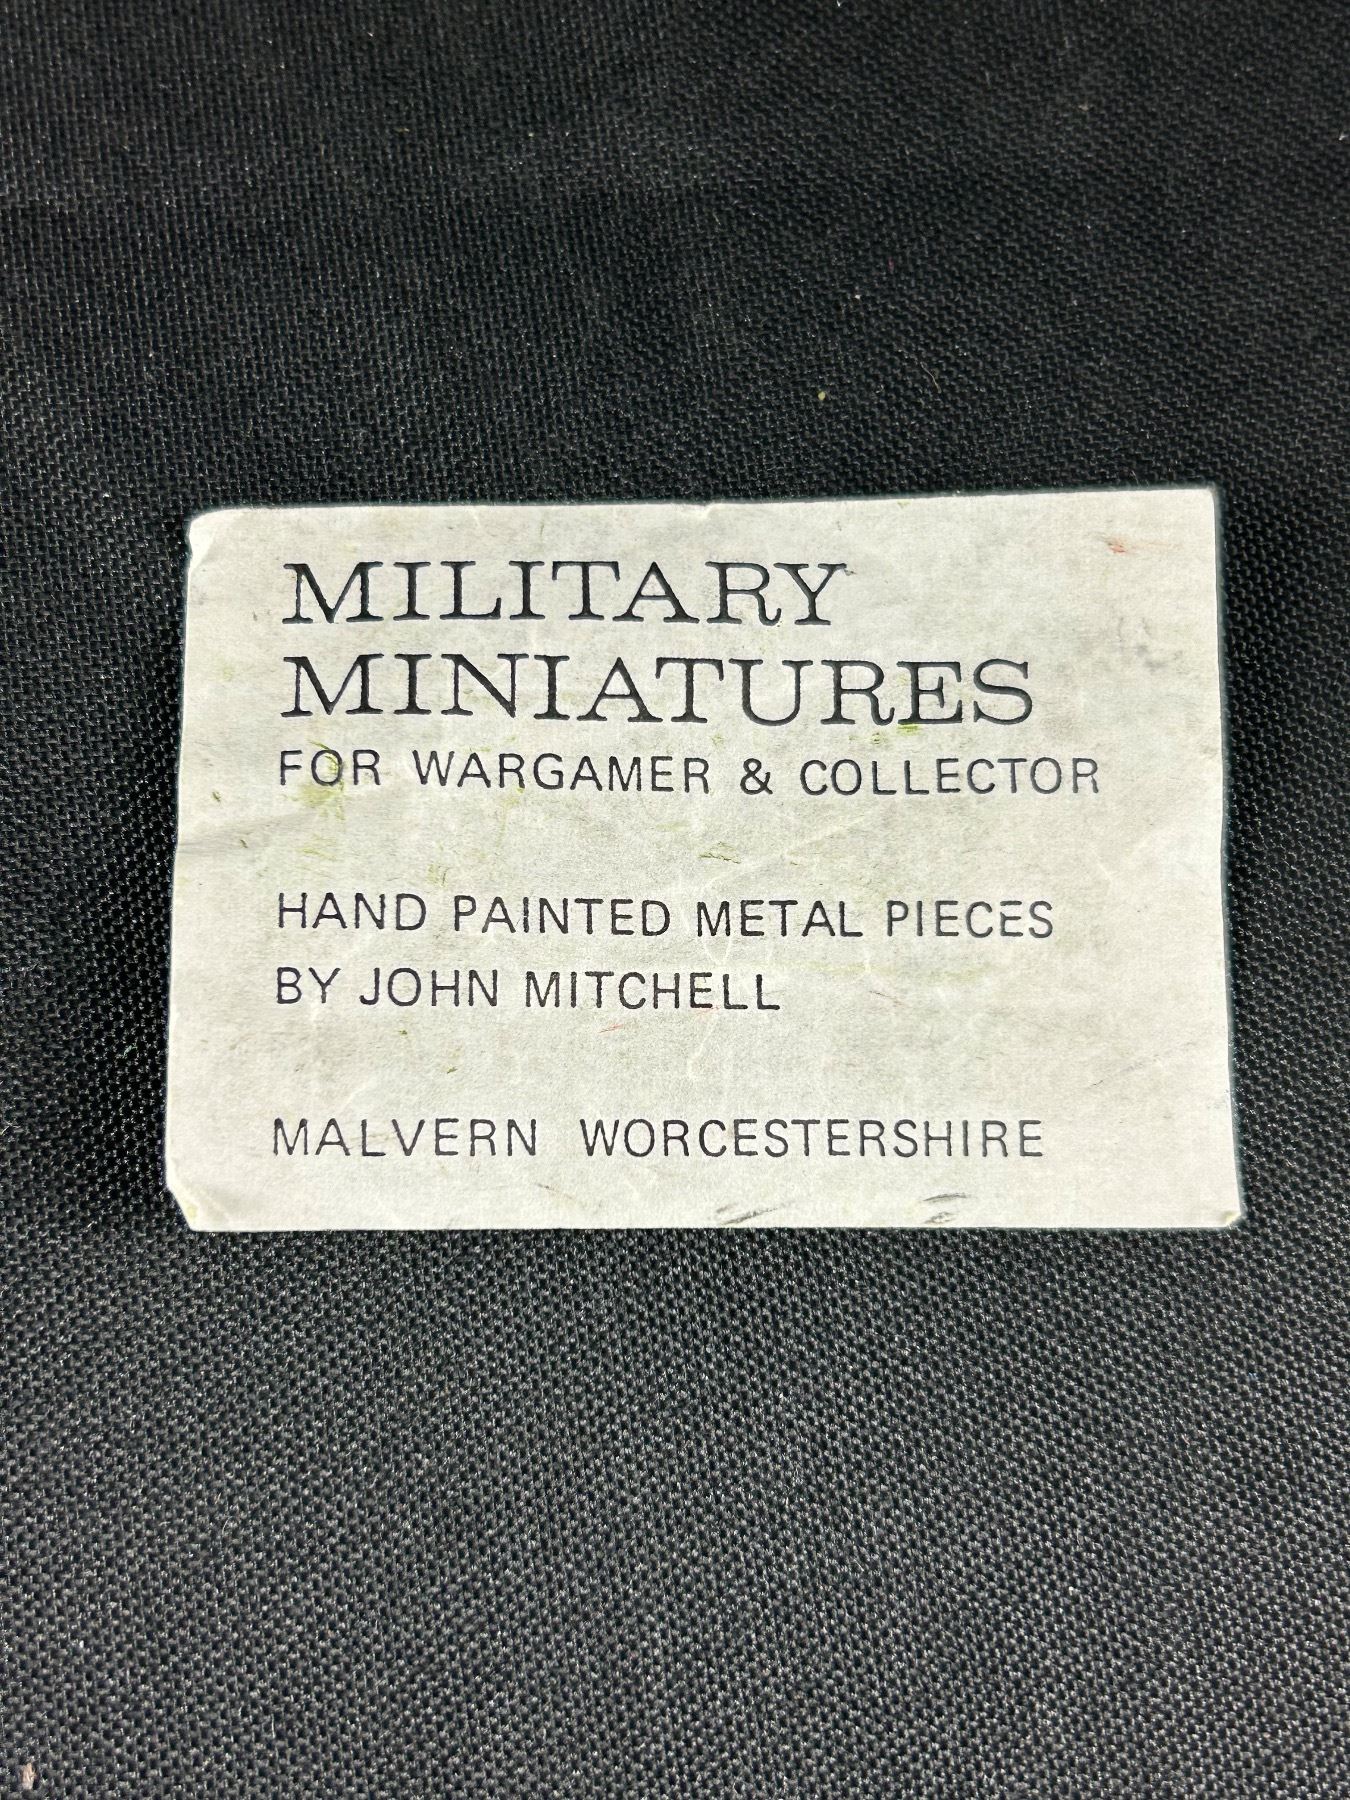 MILITARY
MINIATURES
FOR WARGAMER & COLLECTOR
HAND PAINTED METAL PIECES
BY JOHN MITCHELL
MALVERN WORCESTERSHIRE